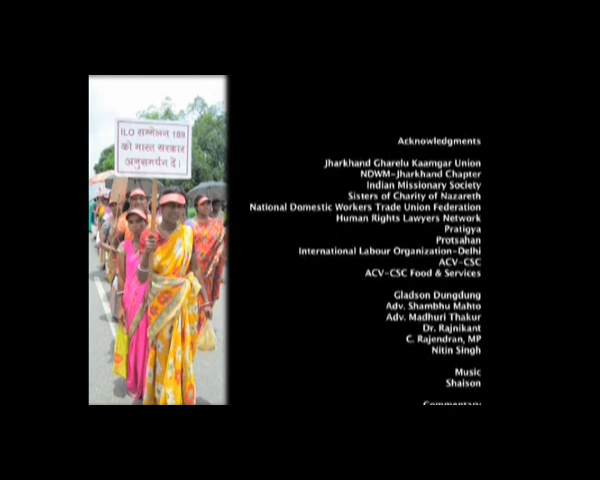 ILO सम्मेलन 189
को भारत सरकार
अनुसमर्थन दें।
Acknowledgments
Jharkhand Gharelu Kaamgar Union
NDWM-Jharkhand Chapter
Indian Missionary Society
Sisters of Charity of Nazareth
National Domestic Workers Trade Union Federation
Human Rights Lawyers Network
Pratigya
Protsahan
International Labour Organization-Delhi
ACV-CSC
ACV-CSC Food & Services
Gladson Dungdung
Adv. Shambhu Mahto
Adv. Madhuri Thakur
Dr. Rajnikant
C. Rajendran, MP
Nitin Singh
Music
Shaison
Commentary